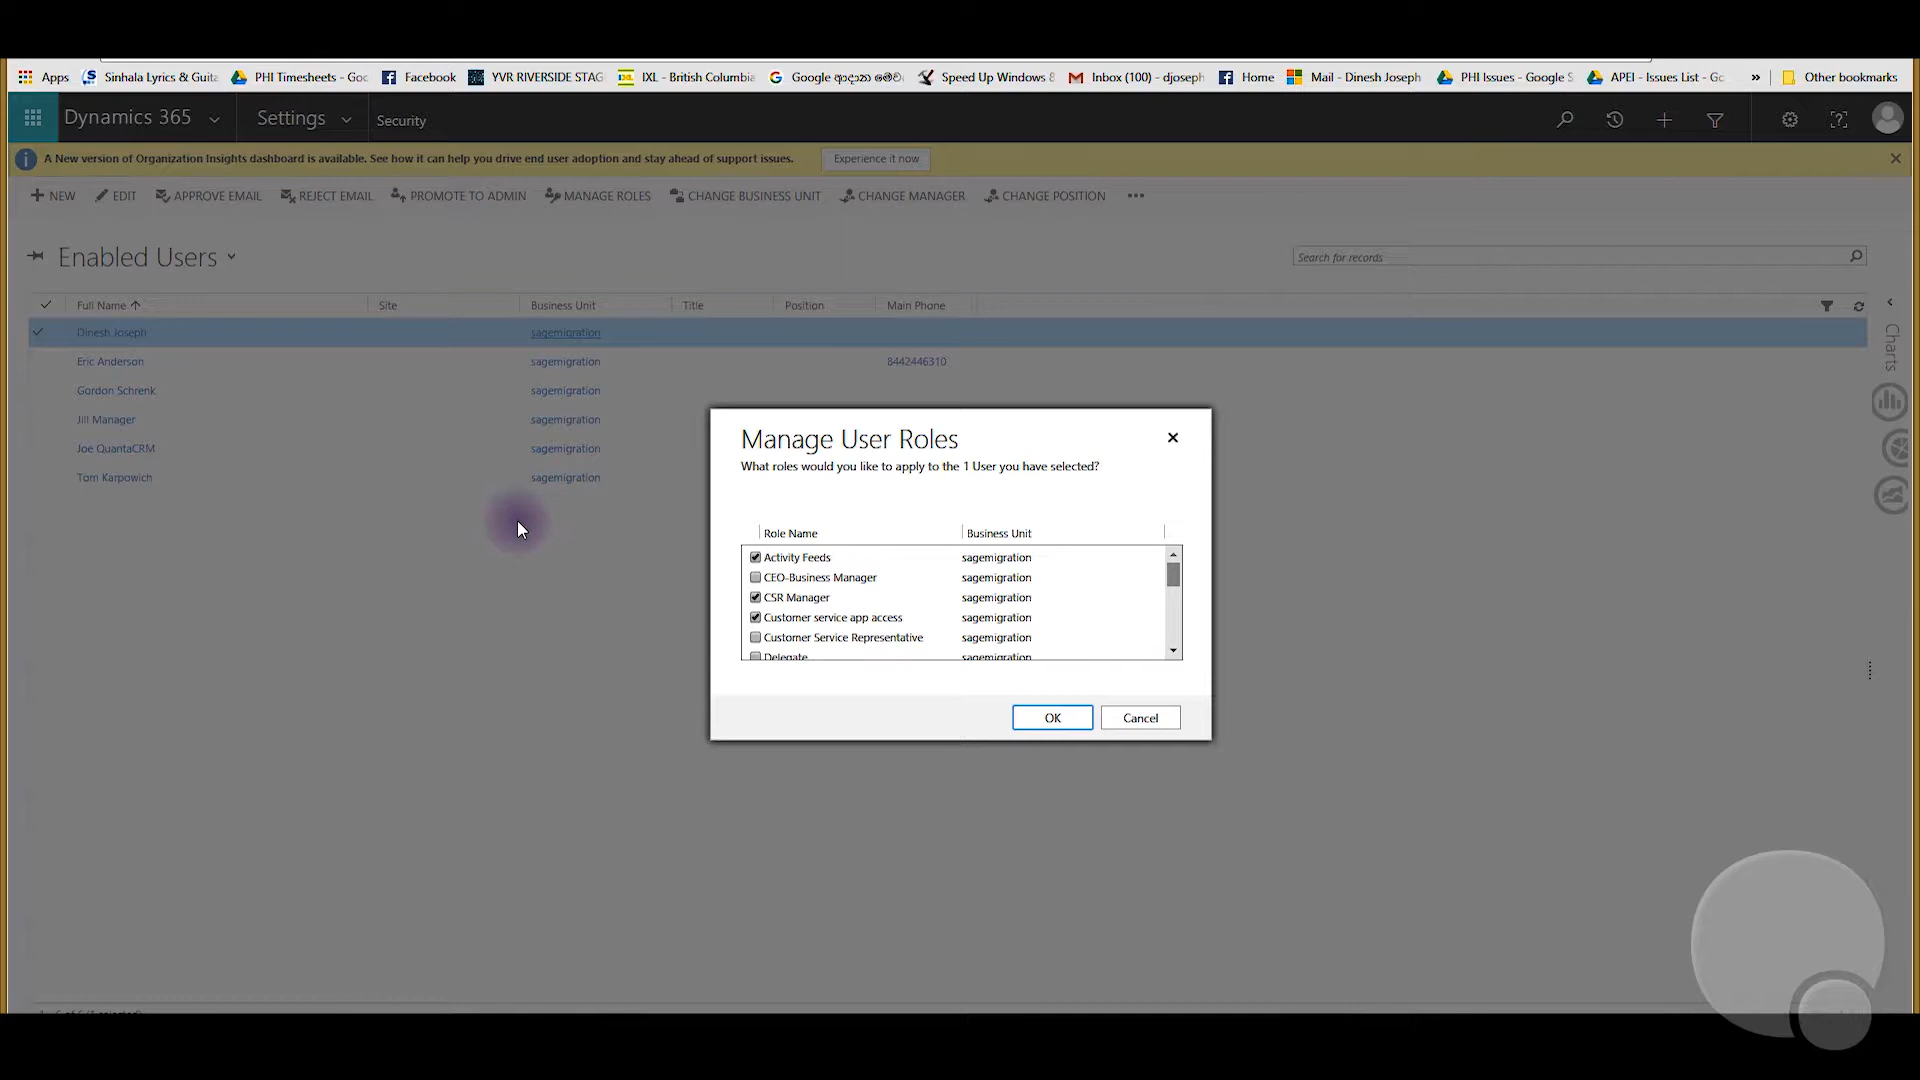 Apps Sinhala Lyrics & Guita PHI Timesheets - Goo Facebook YVR RIVERSIDE STAG IXL - British Columbia Google ආදාන මෙව Speed Up Windows 8 Inbox (100) - djoseph Home Mail - Dinesh Joseph PHI Issues - Google S APEI - Issues List - Go » Other bookmarks
Dynamics 365 Settings Security
A New version of Organization Insights dashboard is available. See how it can help you drive end user adoption and stay ahead of support issues. Experience it now
NEW EDIT APPROVE EMAIL REJECT EMAIL PROMOTE TO ADMIN MANAGE ROLES CHANGE BUSINESS UNIT CHANGE MANAGER CHANGE POSITION •••
Enabled Users Search for records
Full Name ↑ Site Business Unit Title Position Main Phone
Dinesh Joseph sagemigration
Eric Anderson sagemigration 8442446310
Gordon Schrenk sagemigration
Jill Manager sagemigration
Joe QuantaCRM sagemigration
Tom Karpowich sagemigration
Charts
Manage User Roles
What roles would you like to apply to the 1 User you have selected?
Role Name Business Unit
Activity Feeds sagemigration
CEO-Business Manager sagemigration
CSR Manager sagemigration
Customer service app access sagemigration
Customer Service Representative sagemigration
Delegate sagemigration
OK Cancel